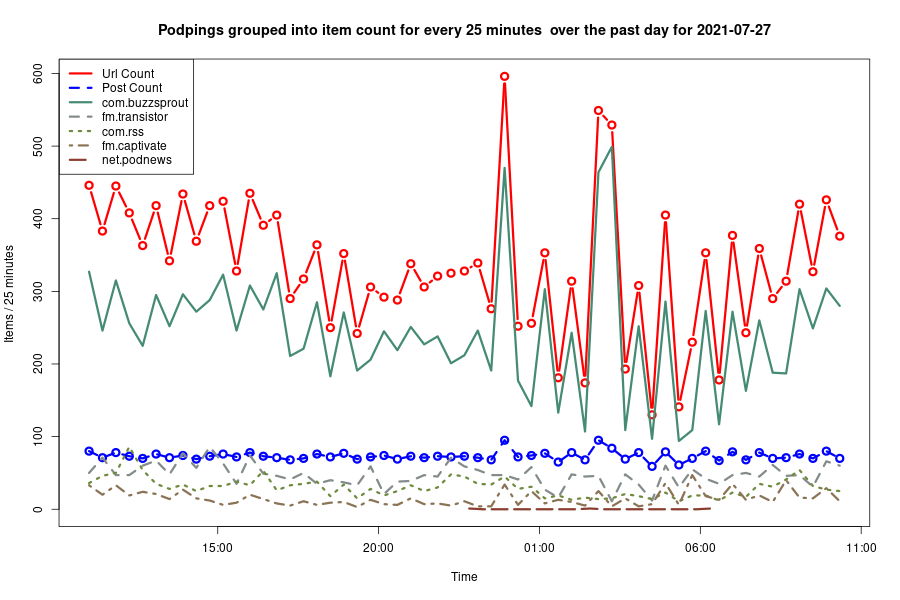 Podpings grouped into item count for every 25 minutes  over the past day for 2021-07-27
Url Count
Post Count
com.buzzsprout
fm.transistor
com.rss
fm.captivate
net.podnews
600
500
400
300
200
100
0
Items / 25 minutes
15:00
20:00
01:00
06:00
11:00
Time